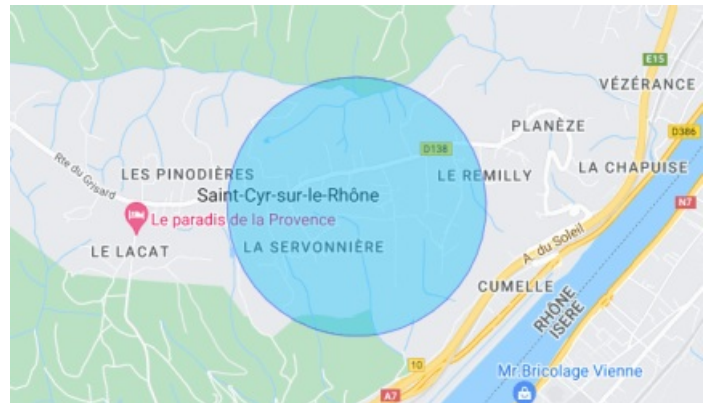 E15
VÉZÉRANCE
PLANÈZE
D386
D138
Rte du Grisard
LES PINODIÈRES
LE REMILLY
LA CHAPUISE
Saint-Cyr-sur-le-Rhône
N7
Le paradis de la Provence
LE LACAT
LA SERVONNIÈRE
A. du Soleil
CUMELLE
RHÔNE
ISERE
10
Mr.Bricolage Vienne
A7